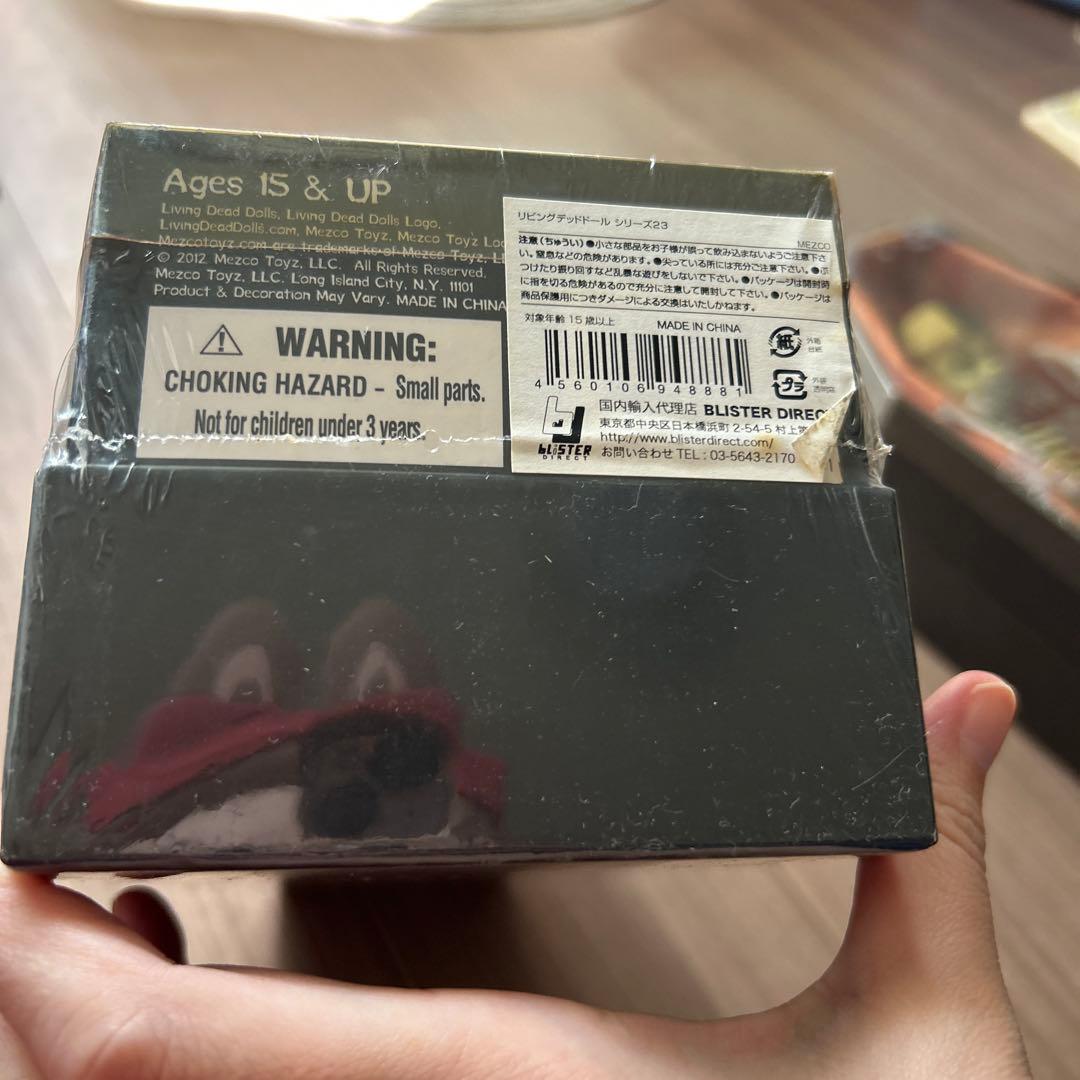 Ages 15 & UP
Living Dead Dolls, Living Dead Dolls Logo,
LivingDeadDolls.com, Mezco Toyz, Mezco Toyz Logo
Mezcotoyz.com are trademarks of Mezco Toyz,
© 2012 Mezco Toyz, LLC. All Rights Reserved.
Mezco Toyz, LLC. Long Island City, N.Y. 11101
Product & Decoration May Vary. MADE IN CHINA
WARNING:
CHOKING HAZARD – Small parts.
Not for children under 3 years.
リビングデッドドール シリーズ23
MEZCO
注意(ちゅうい)●小さな部品をお子様が誤って飲み込まないようご注意下さ
い。窒息などの危険があります。●尖っている所には充分ご注意下さい。●ぶ
つけたり振り回すなど乱暴な遊びをしないで下さい。●パッケージは開封時
に指を切る危険があるので充分に注意して開封して下さい。●パッケージは
商品保護用につきダメージによる交換はいたしかねます。
対象年齢 15歳以上 MADE IN CHINA
4 560106 948881
紙 外箱
台紙
プラ 外装
blister
DIRECT
国内輸入代理店 BLISTER DIREC
東京都中央区日本橋浜町 2-54-5 村上
http://www.blisterdirect.com/
お問い合わせ TEL : 03-5643-2170